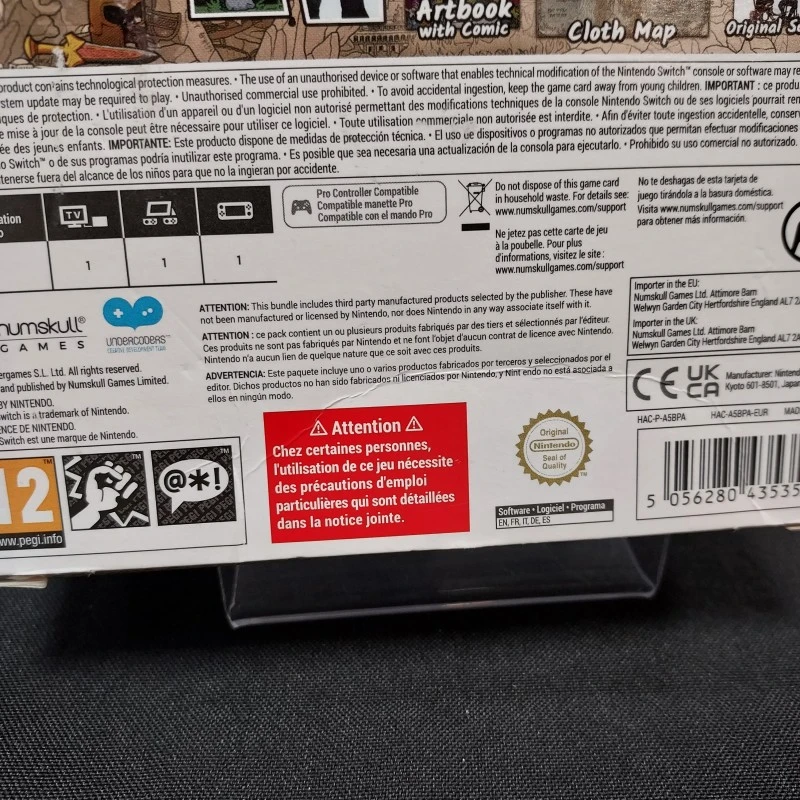 Artbook
with Comic
Cloth Map
Original
product contains technological protection measures. • The use of an unauthorised device or software that enables technical modification of the Nintendo Switch™ console or software may re
stem update may be required to play. • Unauthorised commercial use prohibited. • To avoid accidental ingestion, keep the game card away from young children. IMPORTANT : ce produ
ques de protection. • L'utilisation d'un appareil ou d'un logiciel non autorisé permettant des modifications techniques de la console Nintendo Switch ou de ses logiciels pourrait ren
e mise à jour de la console peut être nécessaire pour utiliser ce logiciel. • Toute utilisation commerciale non autorisée est interdite. • Afin d'éviter toute ingestion accidentelle, conser
ée des jeunes enfants. IMPORTANTE: Este producto dispone de medidas de protección técnica. • El uso de dispositivos o programas no autorizados que permitan efectuar modificaciones
o Switch™ o de sus programas podría inutilizar este programa. • Es posible que sea necesaria una actualización de la consola para ejecutarlo. • Prohibido su uso comercial no autorizado.
tenerse fuera del alcance de los niños para que no la ingieran por accidente.
ation
o
TV
1
1
1
Pro Controller Compatible
Compatible manette Pro
Compatible con el mando Pro
Do not dispose of this game card
in household waste. For details see:
www.numskullgames.com/support
Ne jetez pas cette carte de jeu
à la poubelle. Pour plus
d'informations, visitez le site :
www.numskullgames.com/support
No te deshagas de esta tarjeta de
juego tirándola a la basura doméstica.
Visita www.numskullgames.com/support
para obtener más información.
numskull®
GAMES
UNDERCODERS
CREATIVE DEVELOPMENT TEAM
ATTENTION: This bundle includes third party manufactured products selected by the publisher. These have
not been manufactured or licensed by Nintendo, nor does Nintendo in any way associate itself with it.
ATTENTION : ce pack contient un ou plusieurs produits fabriqués par des tiers et sélectionnés par l'éditeur.
Ces produits ne sont pas fabriqués par Nintendo et ne font l'objet d'aucun contrat de licence avec Nintendo.
Nintendo n'a aucun lien de quelque nature que ce soit avec ces produits.
ADVERTENCIA: Este paquete incluye uno o varios productos fabricados por terceros y seleccionados por el
editor. Dichos productos no han sido fabricados ni licenciados por Nintendo, y Nintendo no está asociada a
ellos en ningún modo.
Importer in the EU:
Numskull Games Ltd. Attimore Barn
Welwyn Garden City Hertfordshire England AL7 2
Importer in the UK:
Numskull Games Ltd. Attimore Barn
Welwyn Garden City Hertfordshire England AL7 2A
CE UK CA
Manufacturer: Nintend
Kyoto 601-8501, Japan
HAC-P-A5BPA HAC-A5BPA-EUR MAD
ergames S.L. Ltd. All rights reserved.
and published by Numskull Games Limited.
BY NINTENDO.
witch is a trademark of Nintendo.
ENCE DE NINTENDO.
Switch est une marque de Nintendo.
12
ww.pegi.info
@*!
Attention
Chez certaines personnes,
l'utilisation de ce jeu nécessite
des précautions d'emploi
particulières qui sont détaillées
dans la notice jointe.
Original
Nintendo
Seal of
Quality
TM
Software • Logiciel • Programa
EN, FR, IT, DE, ES
5 056280 43535